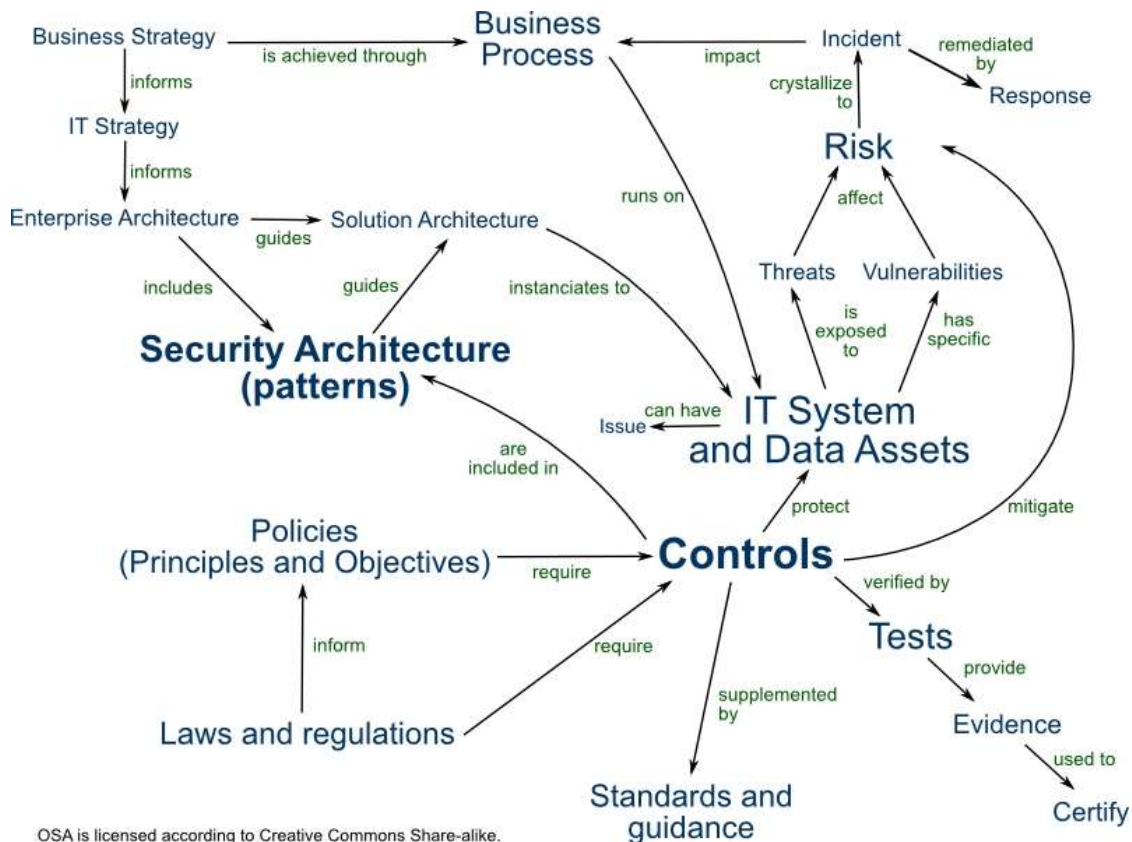 Business Strategy
is achieved through
Business
Process
impact
Incident
remediated
by
Response
informs
crystallize
to
IT Strategy
Risk
informs
runs on
affect
Enterprise Architecture
guides
Solution Architecture
includes
guides
instanciates to
Threats
Vulnerabilities
is
exposed
to
has
specific
Security Architecture
(patterns)
Issue
can have
IT System
and Data Assets
are
included in
protect
mitigate
Policies
(Principles and Objectives)
require
Controls
verified by
Tests
inform
require
provide
supplemented
by
Evidence
Laws and regulations
used to
Standards and
guidance
Certify
OSA is licensed according to Creative Commons Share-alike.